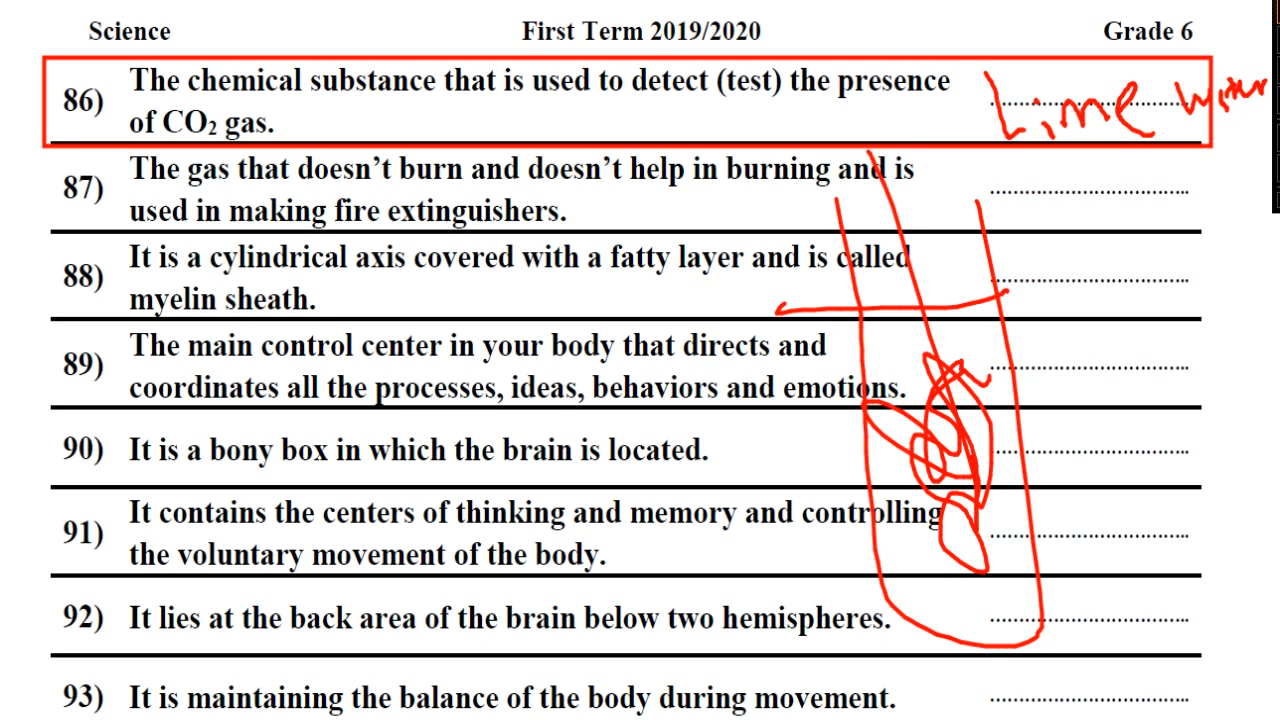 Science First Term 2019/2020 Grade 6
86) The chemical substance that is used to detect (test) the presence
of CO₂ gas. Lime water
87) The gas that doesn’t burn and doesn’t help in burning and is
used in making fire extinguishers.
88) It is a cylindrical axis covered with a fatty layer and is called
myelin sheath.
89) The main control center in your body that directs and
coordinates all the processes, ideas, behaviors and emotions.
90) It is a bony box in which the brain is located.
91) It contains the centers of thinking and memory and controlling
the voluntary movement of the body.
92) It lies at the back area of the brain below two hemispheres.
93) It is maintaining the balance of the body during movement.